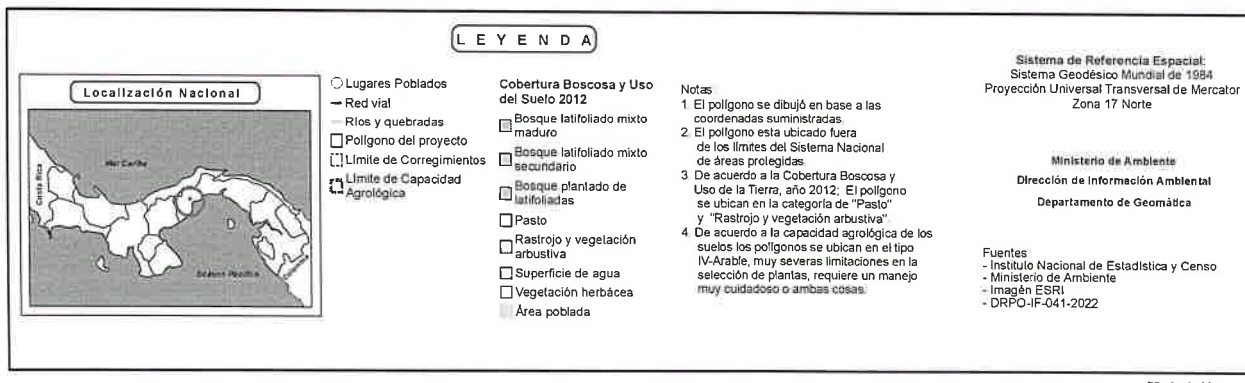 LEYENDA
Localización Nacional
Mar Caribe
Costa Rica
Océano Pacífico
Colombia
Lugares Poblados
Red vial
Ríos y quebradas
Polígono del proyecto
Límite de Corregimientos
Límite de Capacidad
Agrológica
Cobertura Boscosa y Uso
del Suelo 2012
Bosque latifoliado mixto
maduro
Bosque latifoliado mixto
secundario
Bosque plantado de
latifoliadas
Pasto
Rastrojo y vegetación
arbustiva
Superficie de agua
Vegetación herbácea
Área poblada
Notas
1 El polígono se dibujó en base a las
coordenadas suministradas.
2 El polígono esta ubicado fuera
de los límites del Sistema Nacional
de áreas protegidas.
3 De acuerdo a la Cobertura Boscosa y
Uso de la Tierra, año 2012; El polígono
se ubican en la categoría de "Pasto"
y "Rastrojo y vegetación arbustiva".
4 De acuerdo a la capacidad agrológica de los
suelos los polígonos se ubican en el tipo
IV-Arable, muy severas limitaciones en la
selección de plantas, requiere un manejo
muy cuidadoso o ambas cosas.
Sistema de Referencia Espacial:
Sistema Geodésico Mundial de 1984
Proyección Universal Transversal de Mercator
Zona 17 Norte
Ministerio de Ambiente
Dirección de Información Ambiental
Departamento de Geomática
Fuentes
- Instituto Nacional de Estadística y Censo
- Ministerio de Ambiente
- Imagén ESRI
- DRPO-IF-041-2022